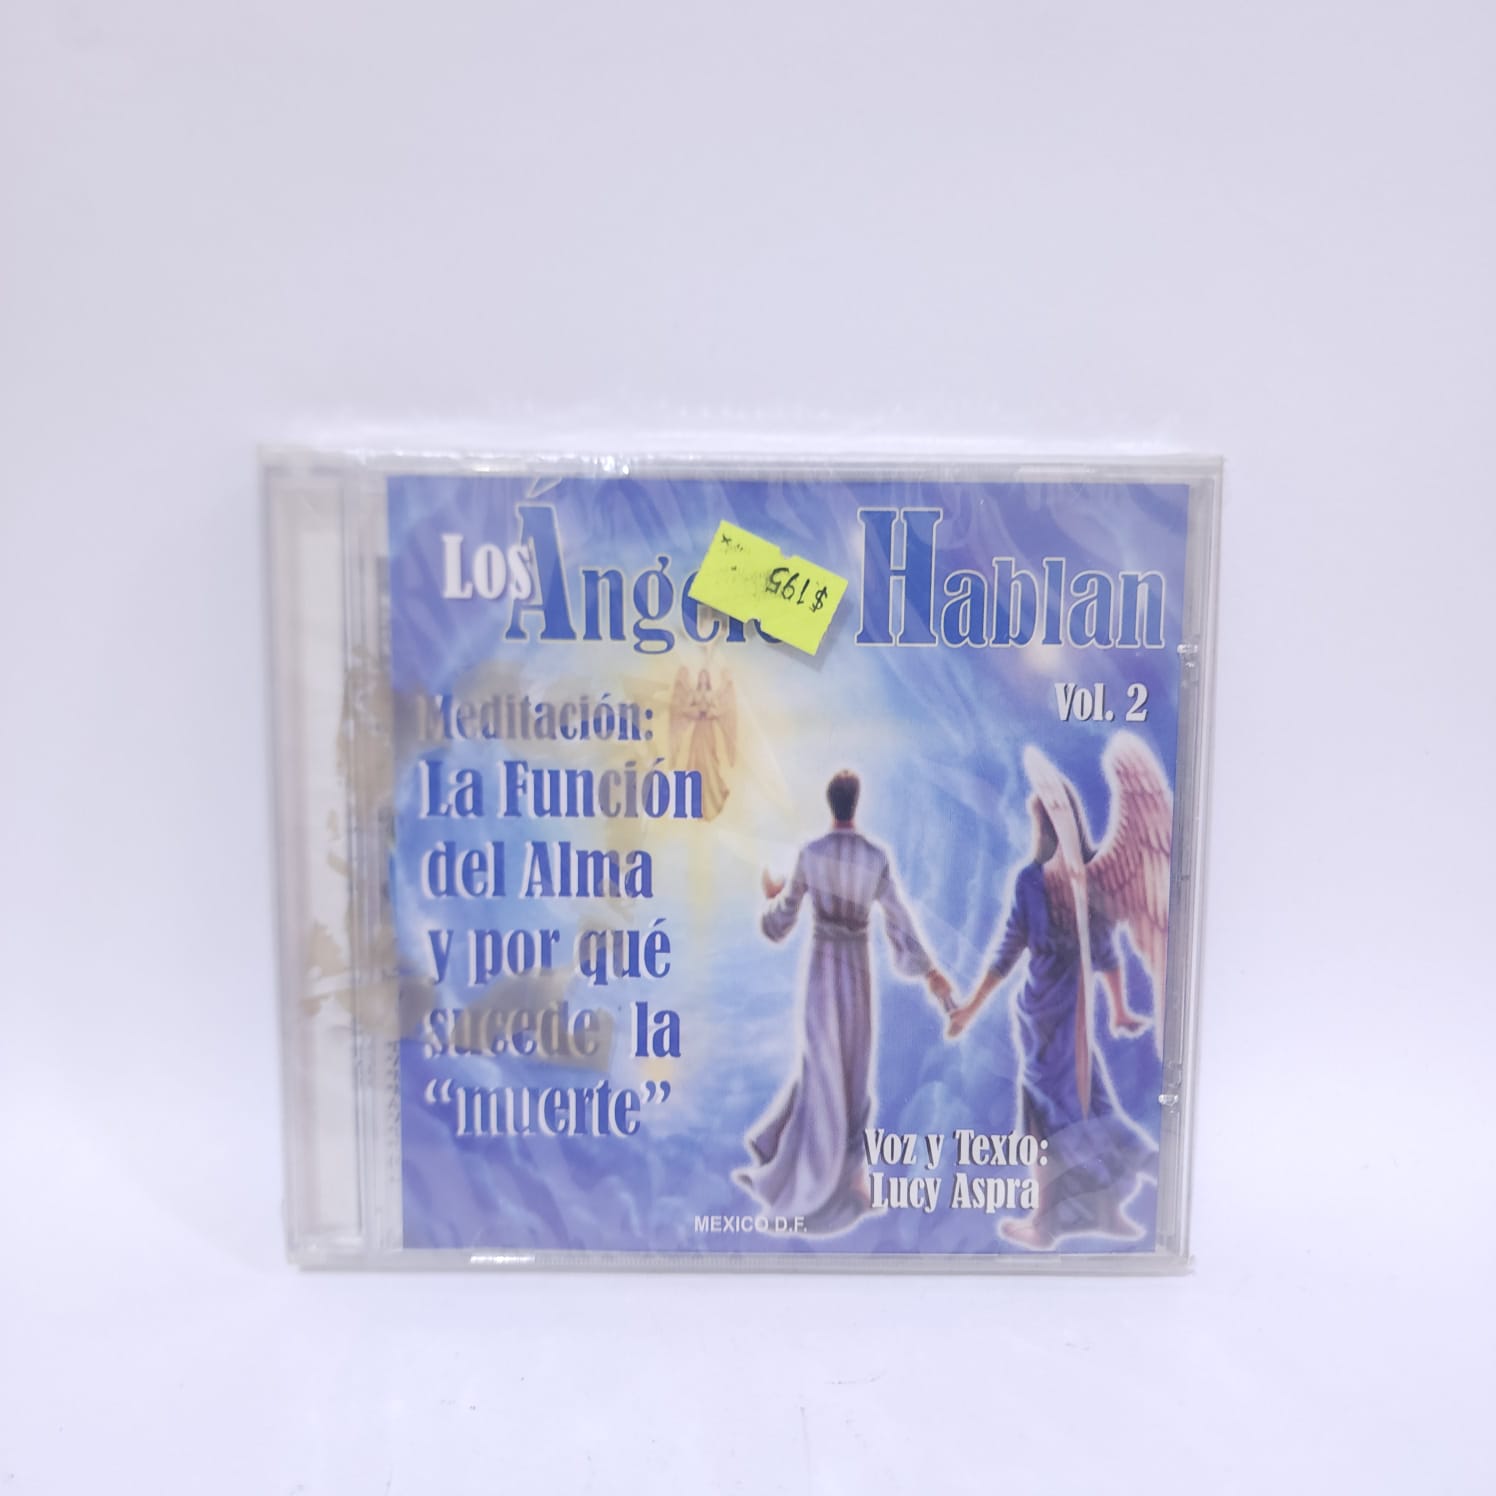 Los Ángeles Hablan
$195
Vol. 2
Meditación:
La Función
del Alma
y por qué
sucede la
“muerte”
Voz y Texto:
Lucy Aspra
MEXICO D.F.